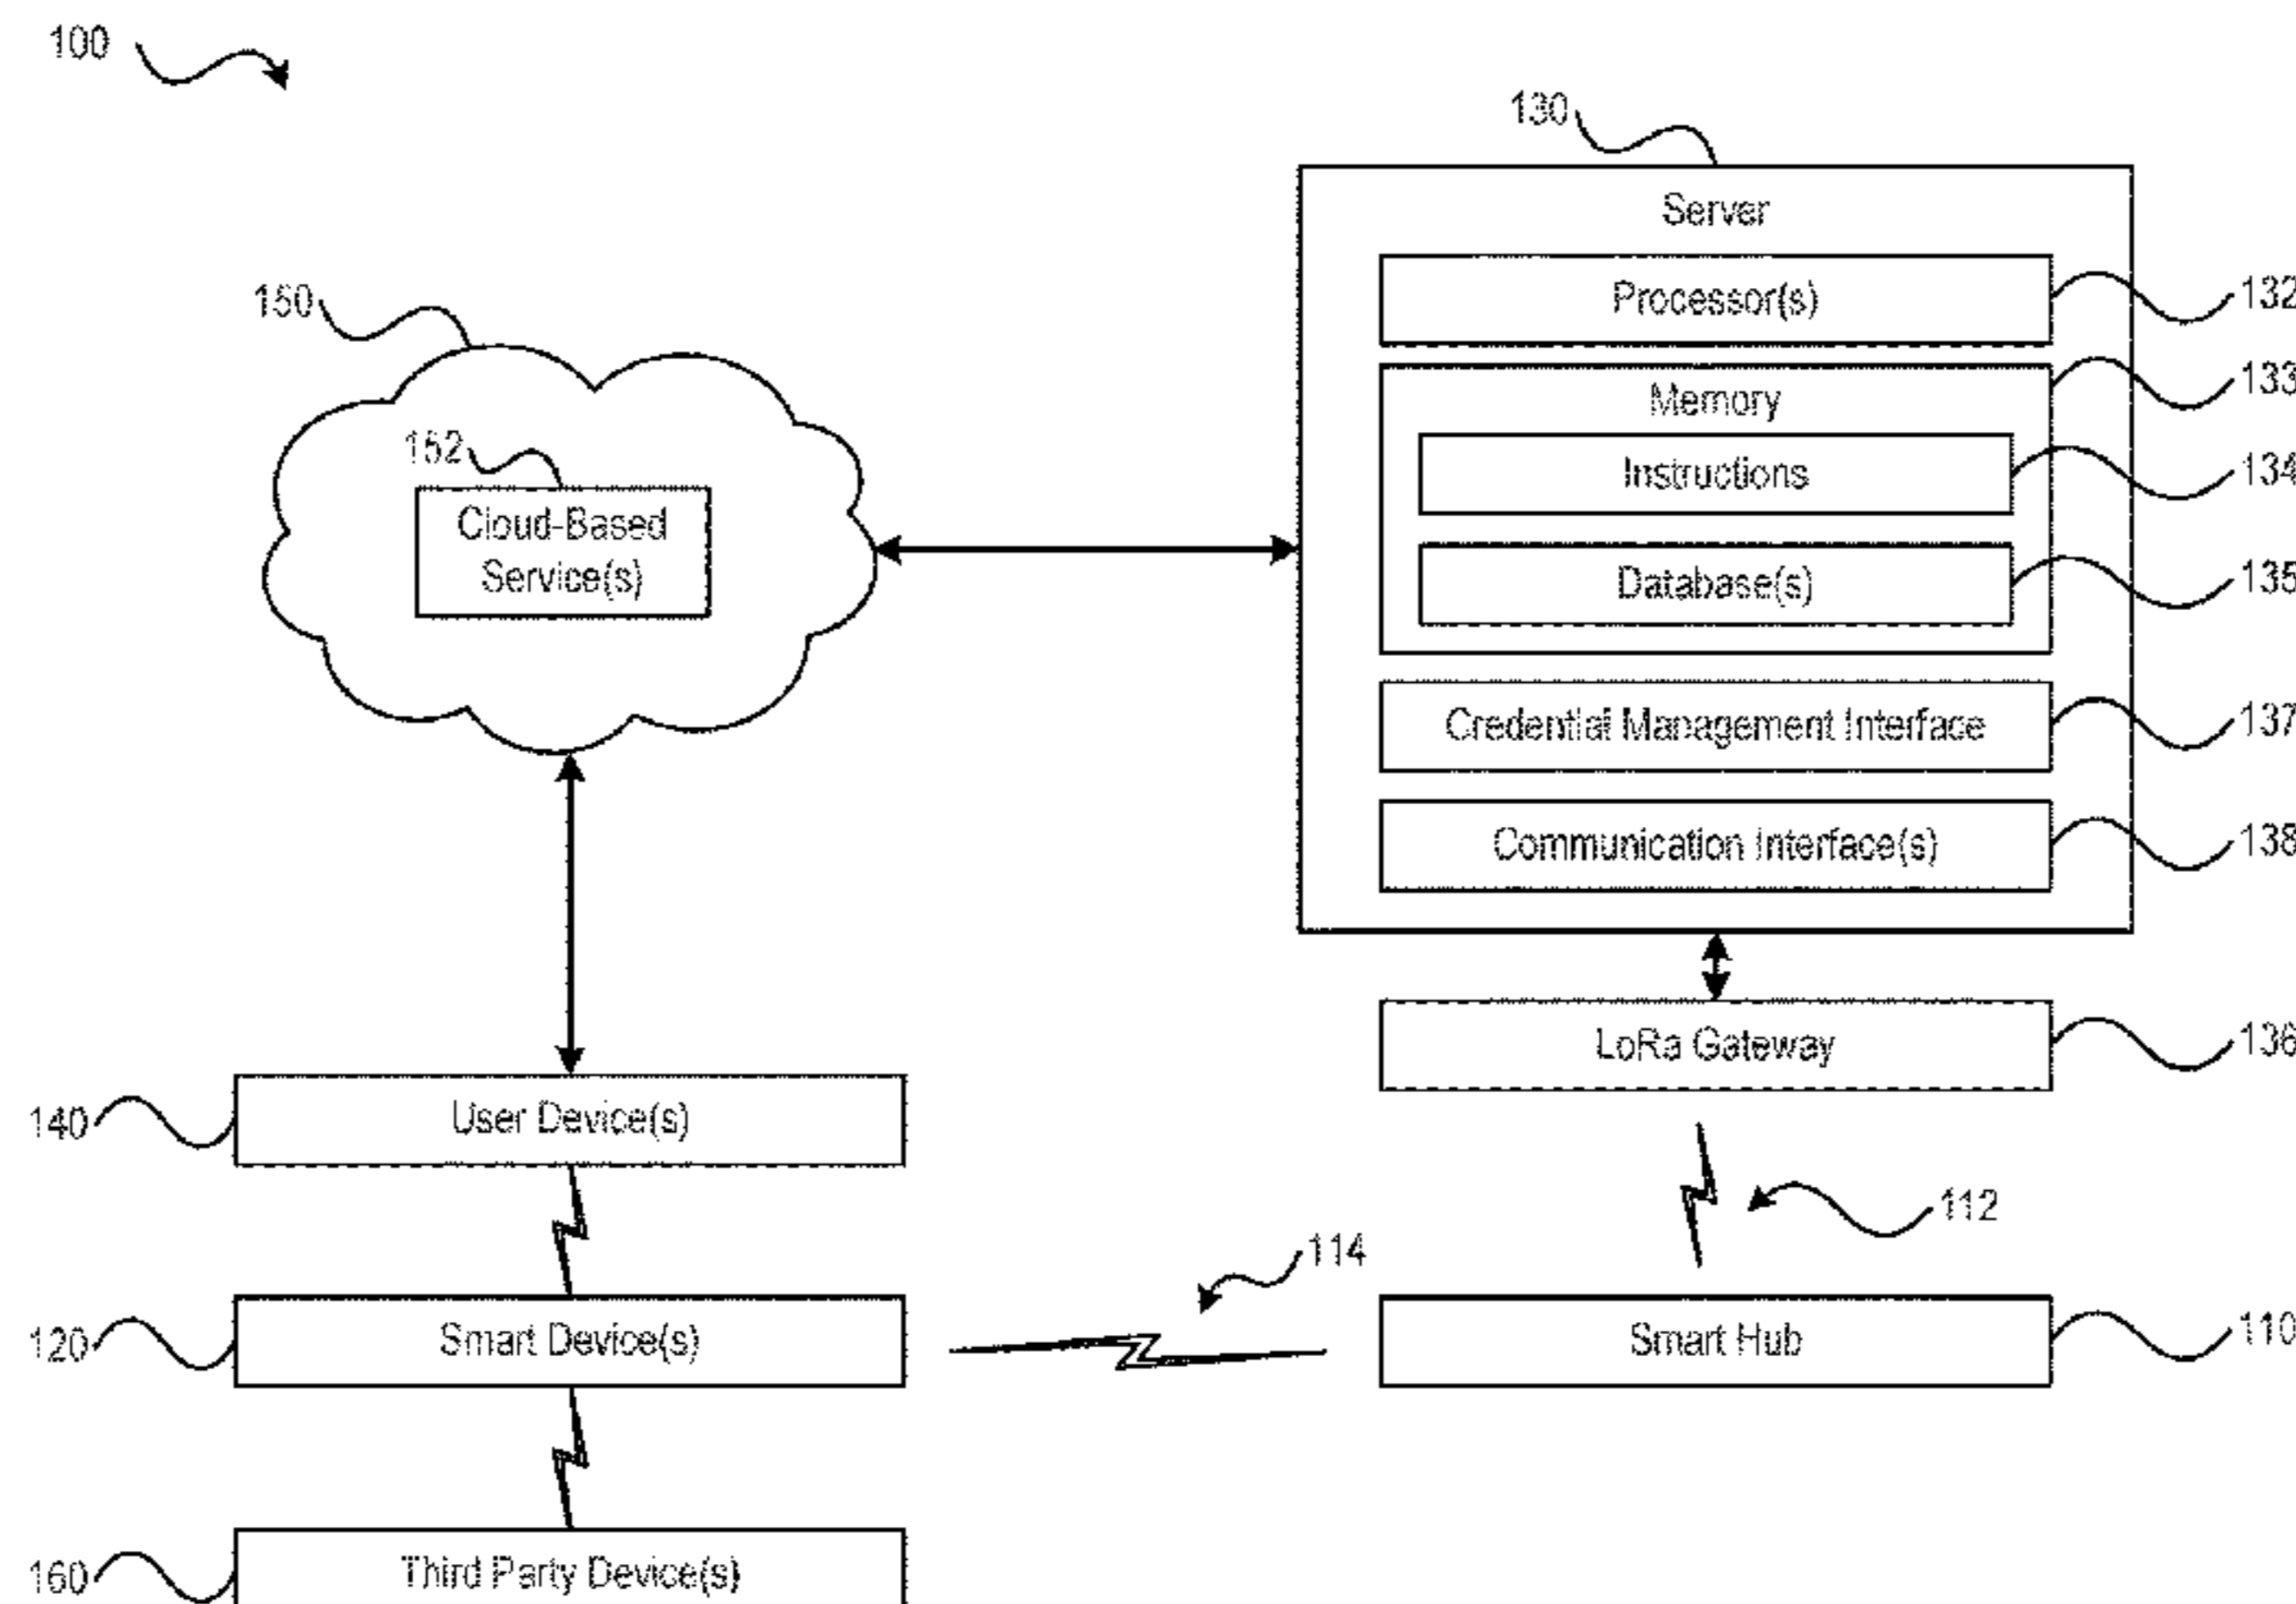 100
130
Server
Processor(s)
132
150
Memory
133
152
Instructions
134
Cloud-Based
Service(s)
Database(s)
135
Credential Management Interface
137
Communication Interface(s)
138
LoRa Gateway
136
140
User Device(s)
112
114
120
Smart Device(s)
Smart Hub
110
160
Third Party Device(s)